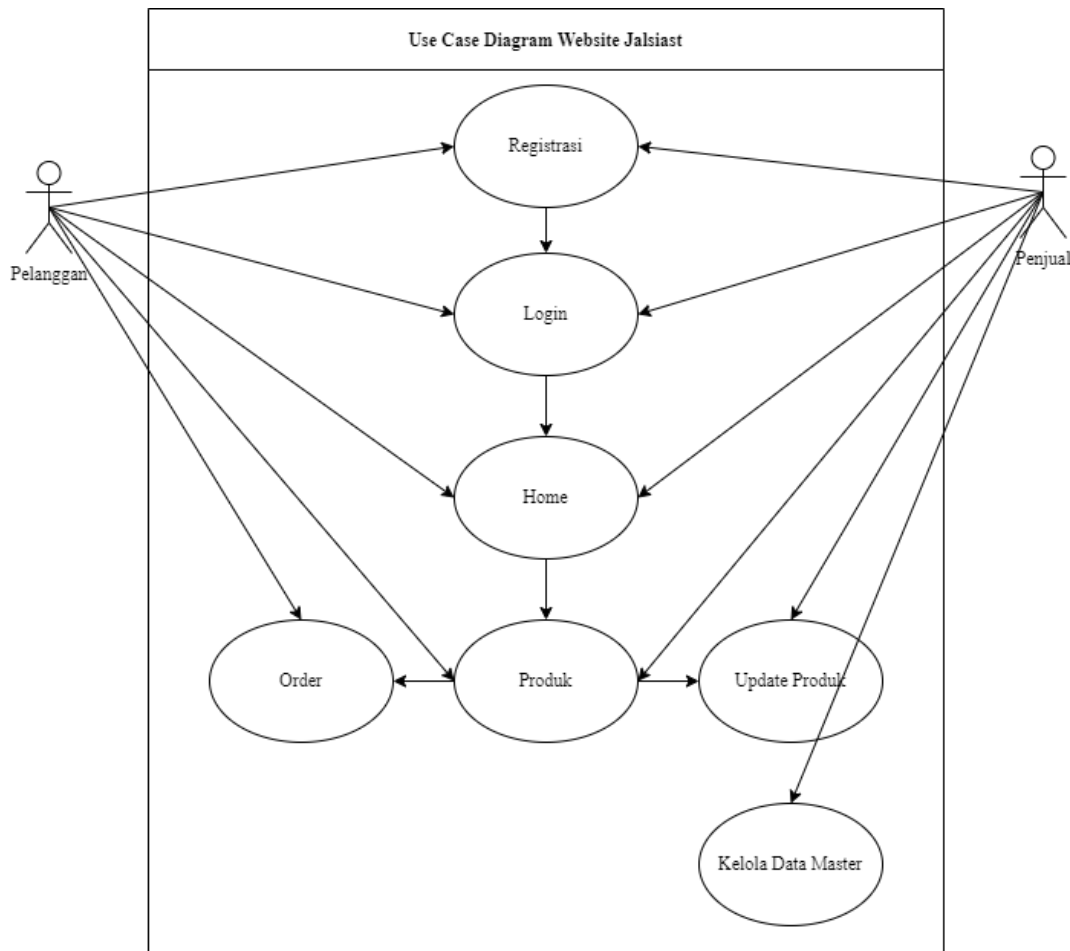 Use Case Diagram Website Jalsiast
Registrasi
Pelanggan
Penjual
Login
Home
Order
Produk
Update Produk
Kelola Data Master